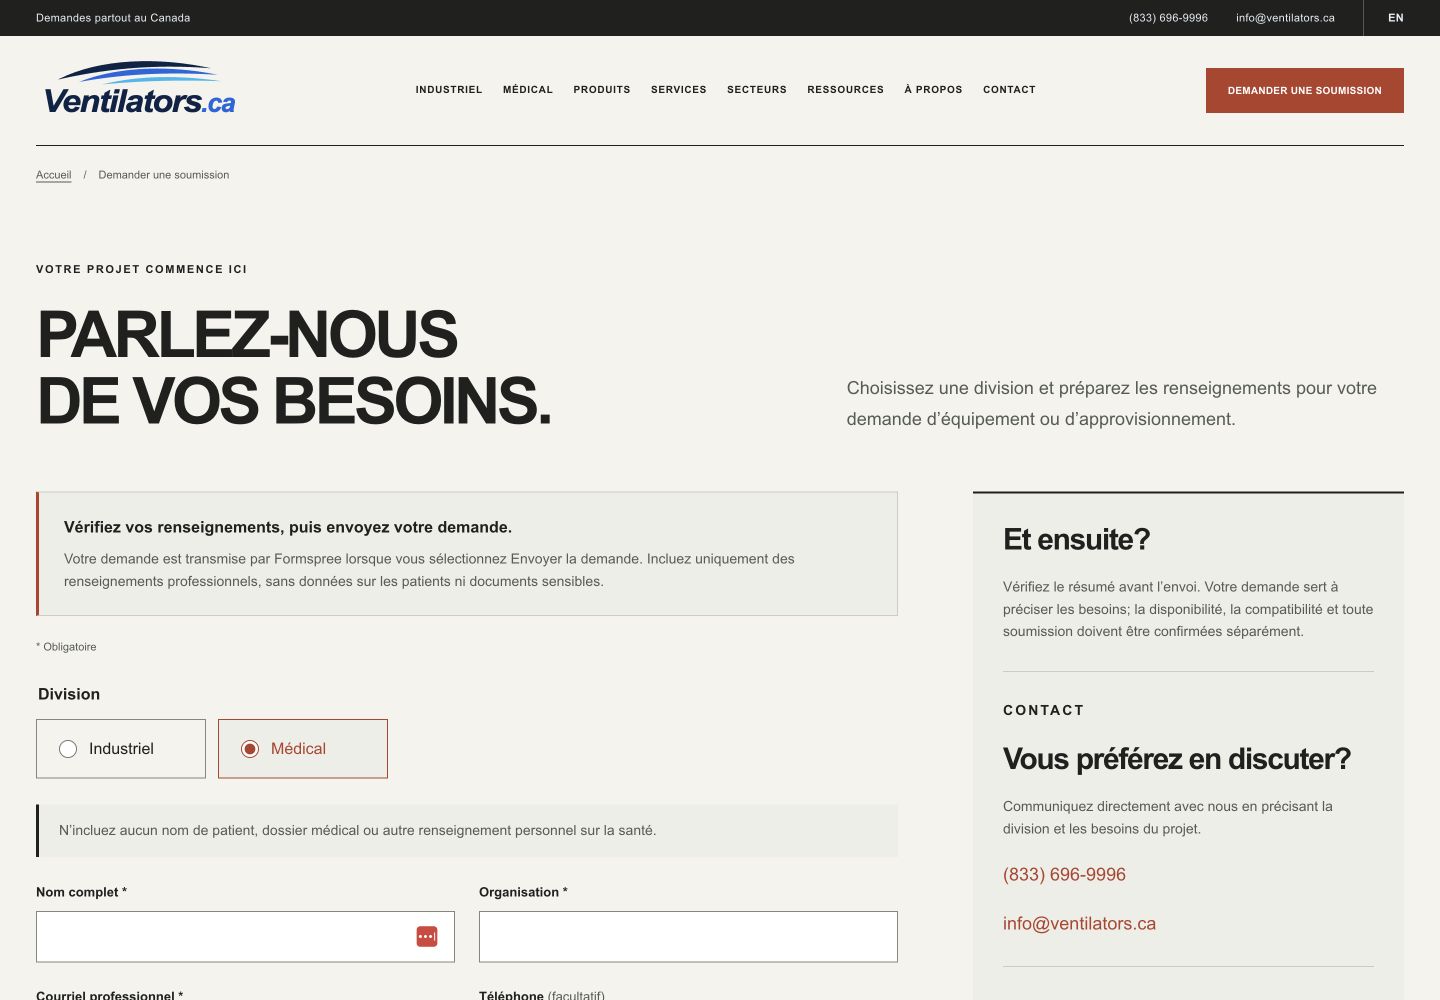 Demandes partout au Canada
(833) 696-9996
info@ventilators.ca
EN
Ventilators.ca
INDUSTRIEL
MÉDICAL
PRODUITS
SERVICES
SECTEURS
RESSOURCES
À PROPOS
CONTACT
DEMANDER UNE SOUMISSION
Accueil / Demander une soumission
VOTRE PROJET COMMENCE ICI
PARLEZ-NOUS
DE VOS BESOINS.
Choisissez une division et préparez les renseignements pour votre
demande d’équipement ou d’approvisionnement.
Vérifiez vos renseignements, puis envoyez votre demande.
Votre demande est transmise par Formspree lorsque vous sélectionnez Envoyer la demande. Incluez uniquement des
renseignements professionnels, sans données sur les patients ni documents sensibles.
* Obligatoire
Division
Industriel
Médical
N’incluez aucun nom de patient, dossier médical ou autre renseignement personnel sur la santé.
Nom complet *
Organisation *
Courriel professionnel *
Téléphone (facultatif)
Et ensuite?
Vérifiez le résumé avant l’envoi. Votre demande sert à
préciser les besoins; la disponibilité, la compatibilité et toute
soumission doivent être confirmées séparément.
CONTACT
Vous préférez en discuter?
Communiquez directement avec nous en précisant la
division et les besoins du projet.
(833) 696-9996
info@ventilators.ca